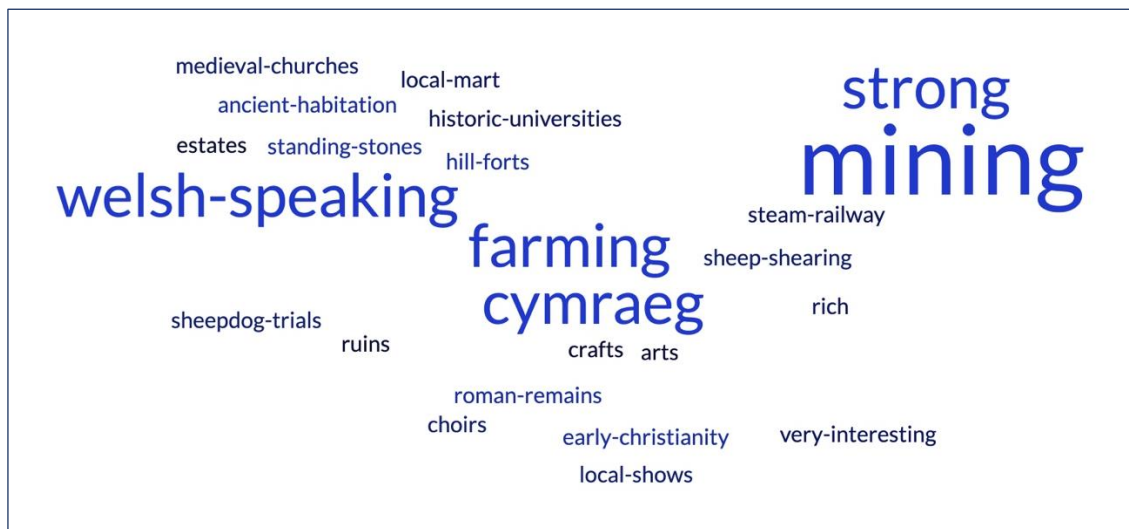 medieval-churches
local-mart
strong
ancient-habitation
historic-universities
estates
standing-stones
hill-forts
mining
welsh-speaking
steam-railway
farming
sheep-shearing
cymraeg
rich
sheepdog-trials
ruins
crafts
arts
roman-remains
choirs
early-christianity
very-interesting
local-shows